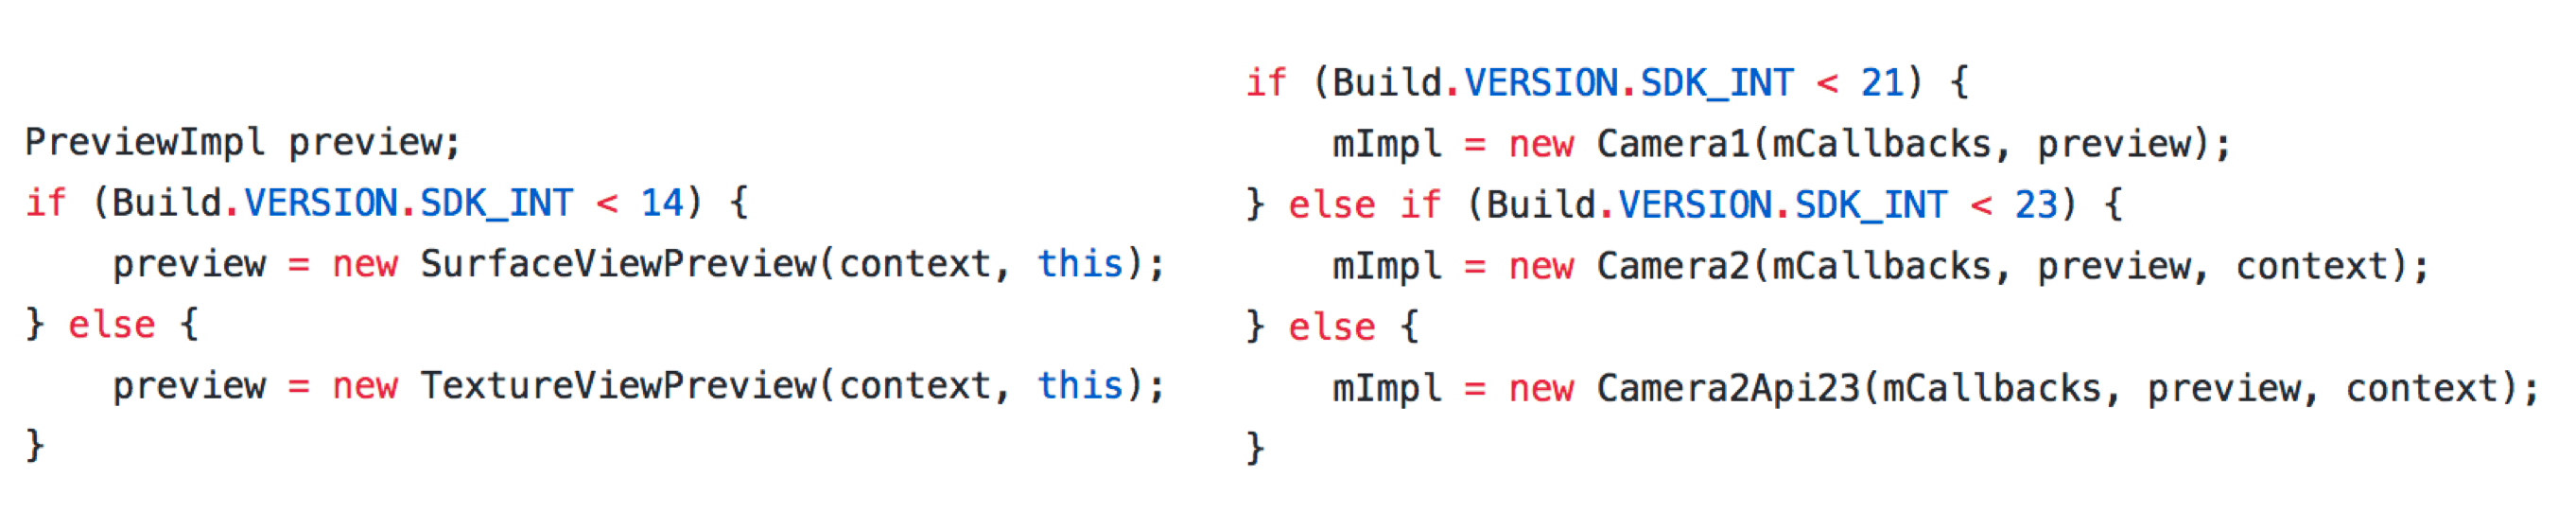 PreviewImpl preview;
if (Build.VERSION.SDK_INT < 14) {
    preview = new SurfaceViewPreview(context, this);
} else {
    preview = new TextureViewPreview(context, this);
}
if (Build.VERSION.SDK_INT < 21) {
    mImpl = new Camera1(mCallbacks, preview);
} else if (Build.VERSION.SDK_INT < 23) {
    mImpl = new Camera2(mCallbacks, preview, context);
} else {
    mImpl = new Camera2Api23(mCallbacks, preview, context);
}